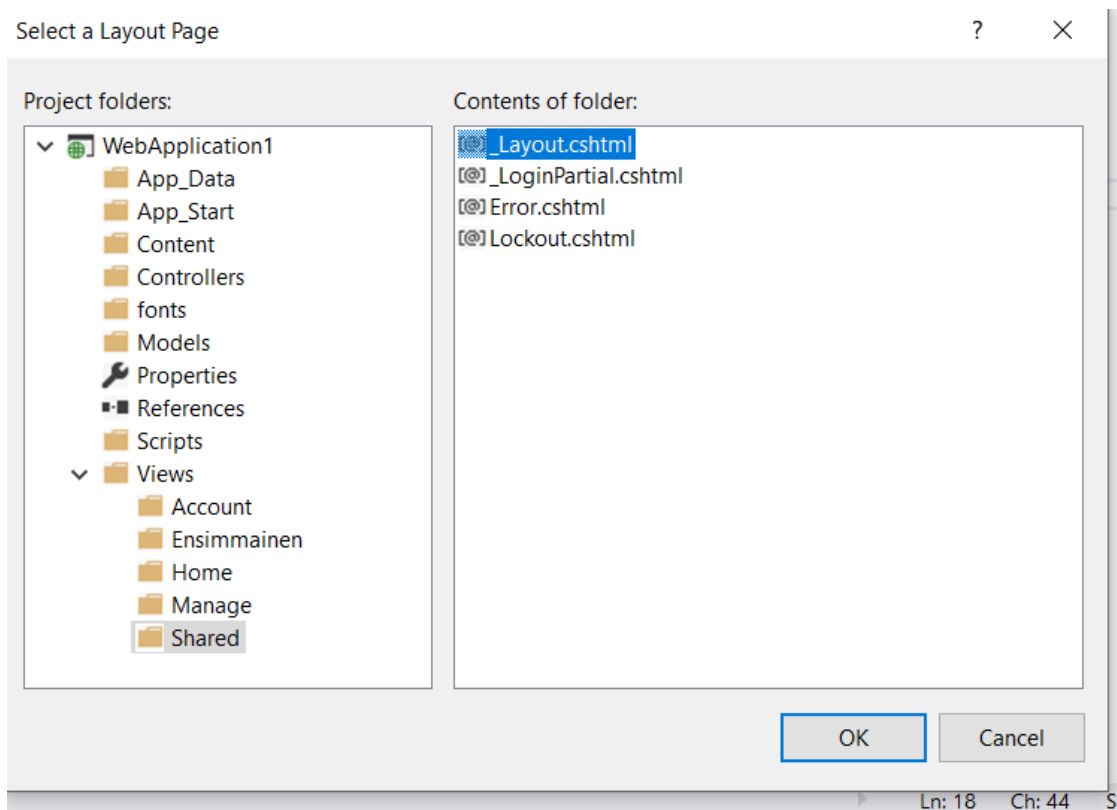 Select a Layout Page
?
Project folders:
WebApplication1
App_Data
App_Start
Content
Controllers
fonts
Models
Properties
References
Scripts
Views
Account
Ensimmainen
Home
Manage
Shared
Contents of folder:
[@] _Layout.cshtml
[@] _LoginPartial.cshtml
[@] Error.cshtml
[@] Lockout.cshtml
OK
Cancel
Ln: 18 Ch: 44 S